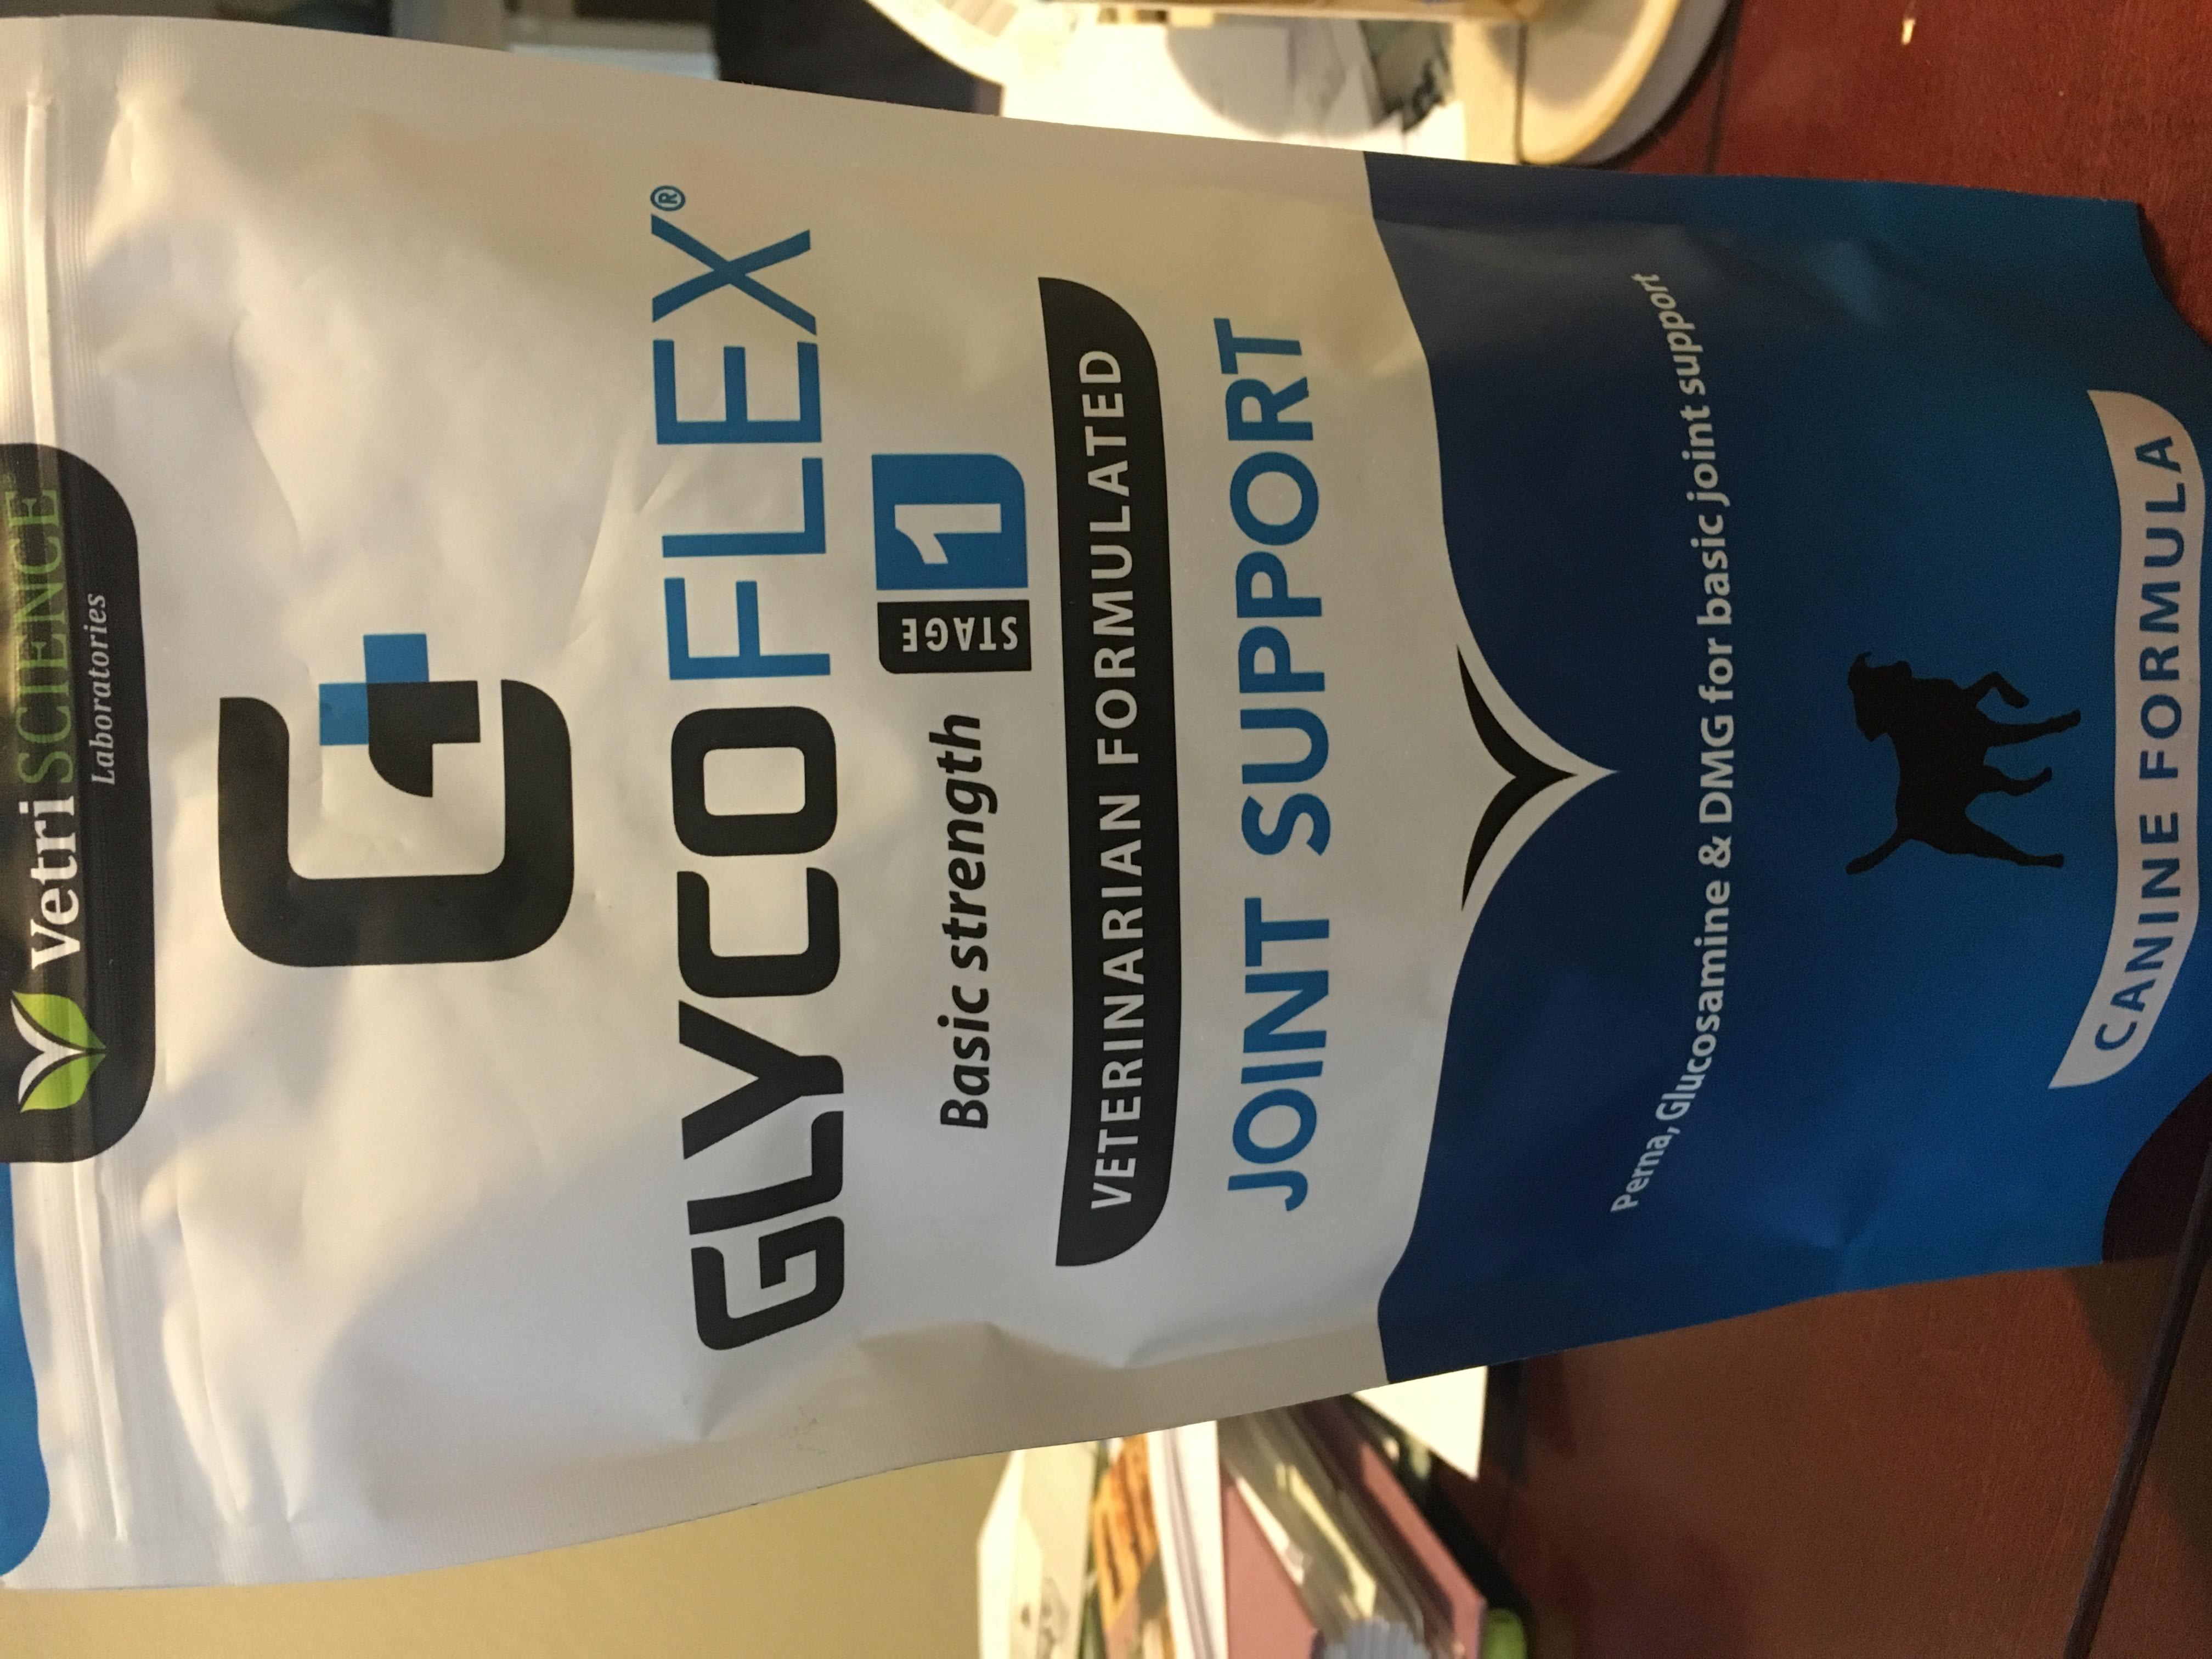 Vetri SCIENCE
Laboratories
GLYCOFLEX®
Basic strength STAGE 1
VETERINARIAN FORMULATED
JOINT SUPPORT
Perna, Glucosamine & DMG for basic joint support
CANINE FORMULA